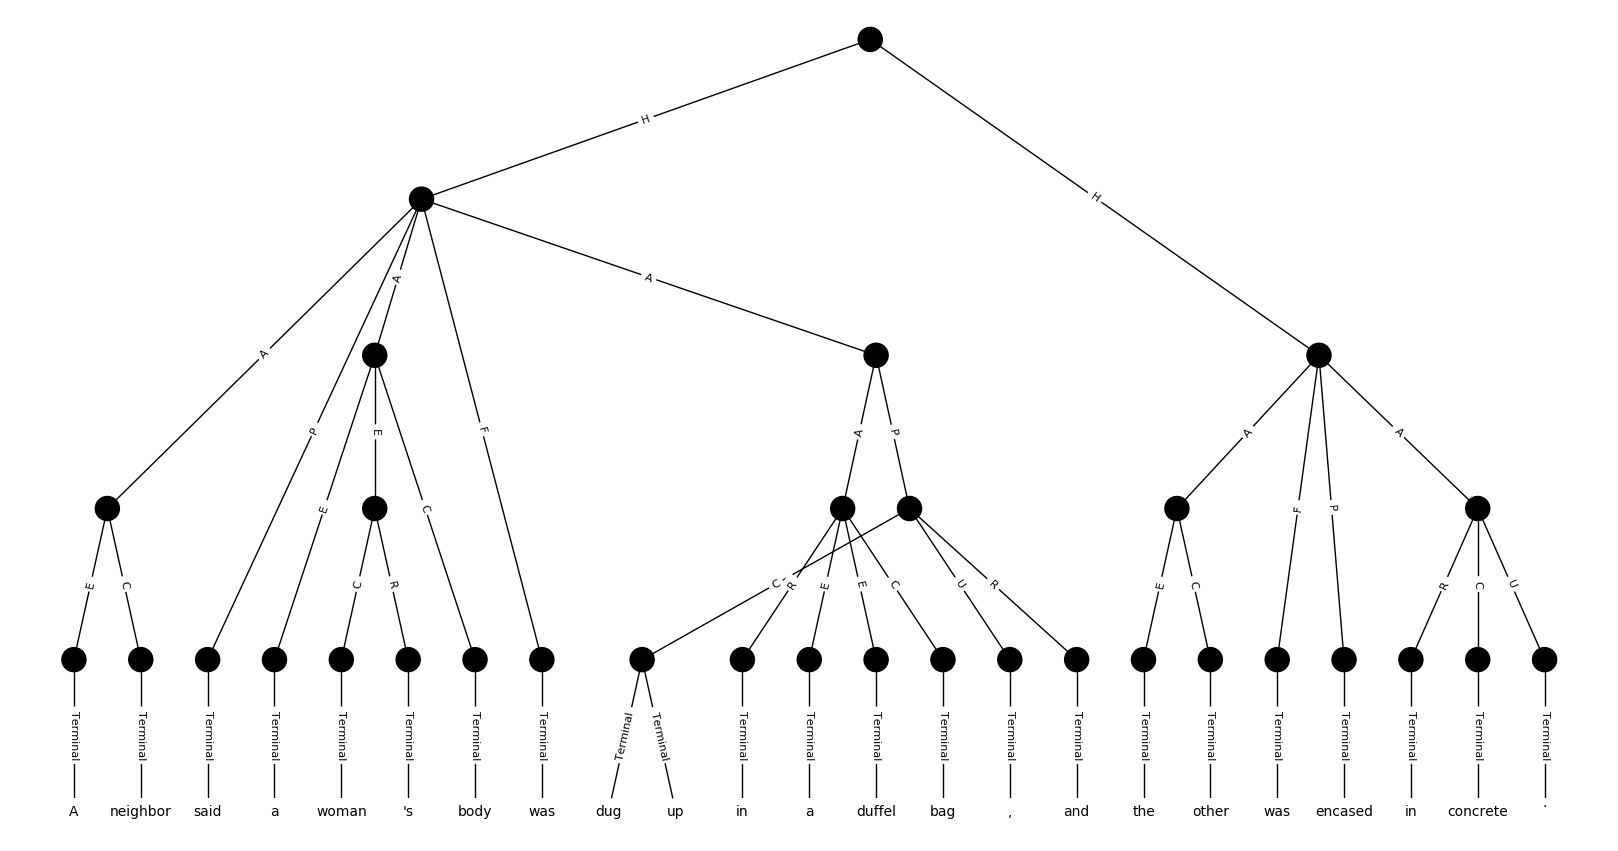 H
H
A
A
A
P
F
E
E
C
A
P
A
F
P
A
E
C
C
R
C
R
E
E
C
U
R
E
C
R
C
U
Terminal Terminal Terminal Terminal Terminal Terminal Terminal Terminal Terminal Terminal Terminal Terminal Terminal Terminal Terminal Terminal Terminal Terminal Terminal Terminal Terminal Terminal Terminal
A neighbor said a woman 's body was dug up in a duffel bag , and the other was encased in concrete .